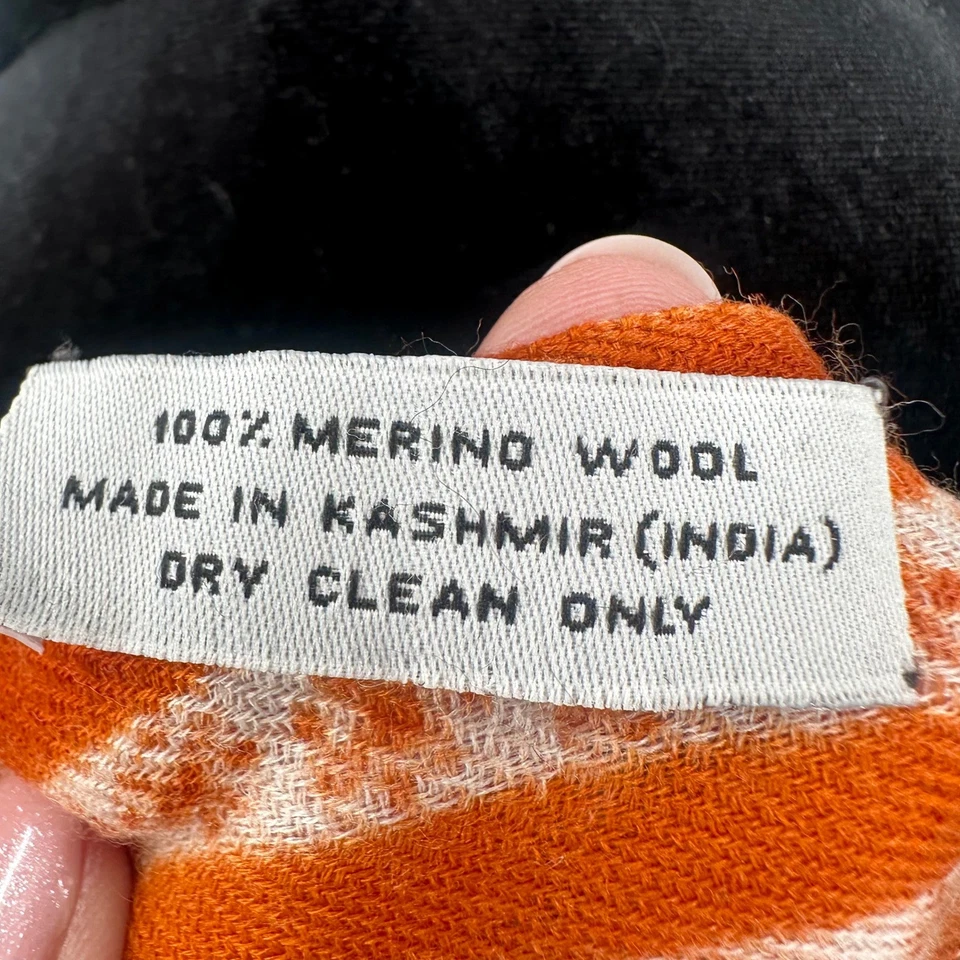 100% MERINO WOOL
MADE IN KASHMIR (INDIA)
DRY CLEAN ONLY